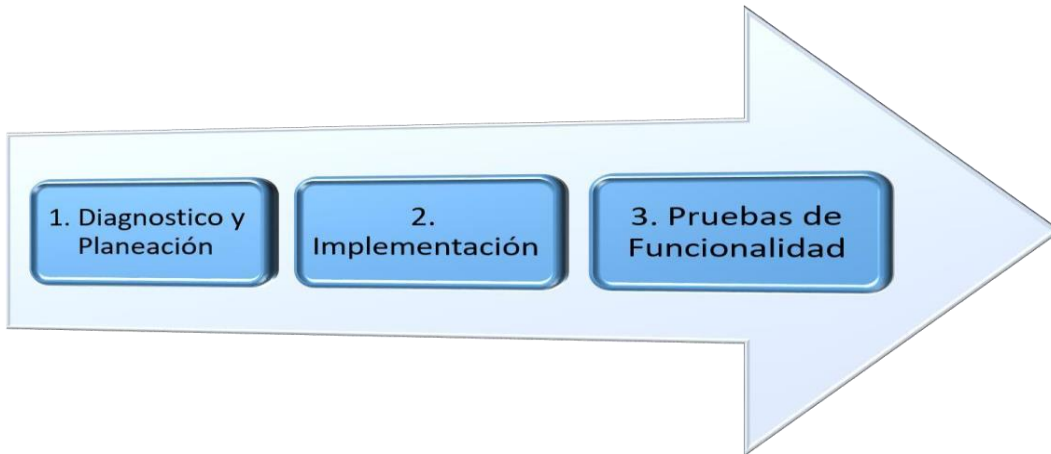 1. Diagnostico y
Planeación
2.
Implementación
3. Pruebas de
Funcionalidad